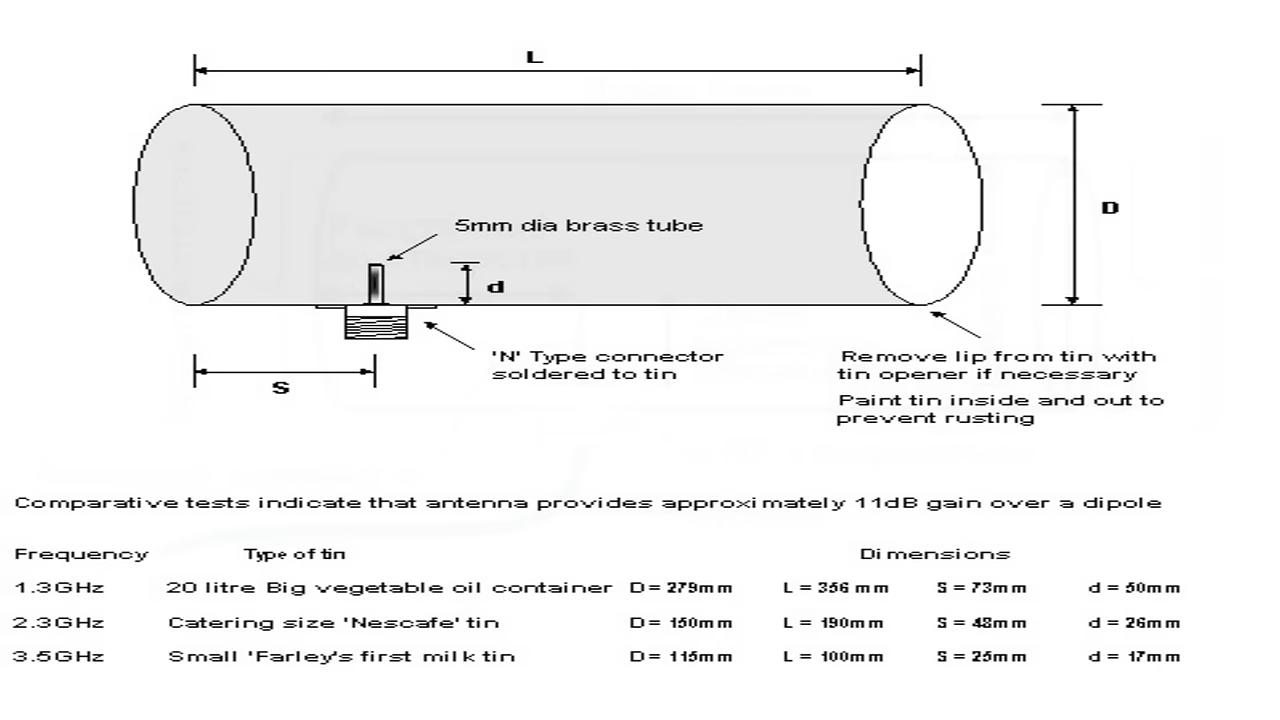 L
D
5mm dia brass tube
d
'N' Type connector
soldered to tin
S
Remove lip from tin with
tin opener if necessary
Paint tin inside and out to
prevent rusting
Comparative tests indicate that antenna provides approximately 11dB gain over a dipole
Frequency Type of tin Dimensions
1.3GHz 20 litre Big vegetable oil container D= 279mm L = 356 mm S = 73mm d = 50mm
2.3GHz Catering size 'Nescafe' tin D= 150mm L = 190mm S = 48mm d = 26mm
3.5GHz Small 'Farley's first milk tin D= 115mm L = 100mm S = 25mm d = 17mm